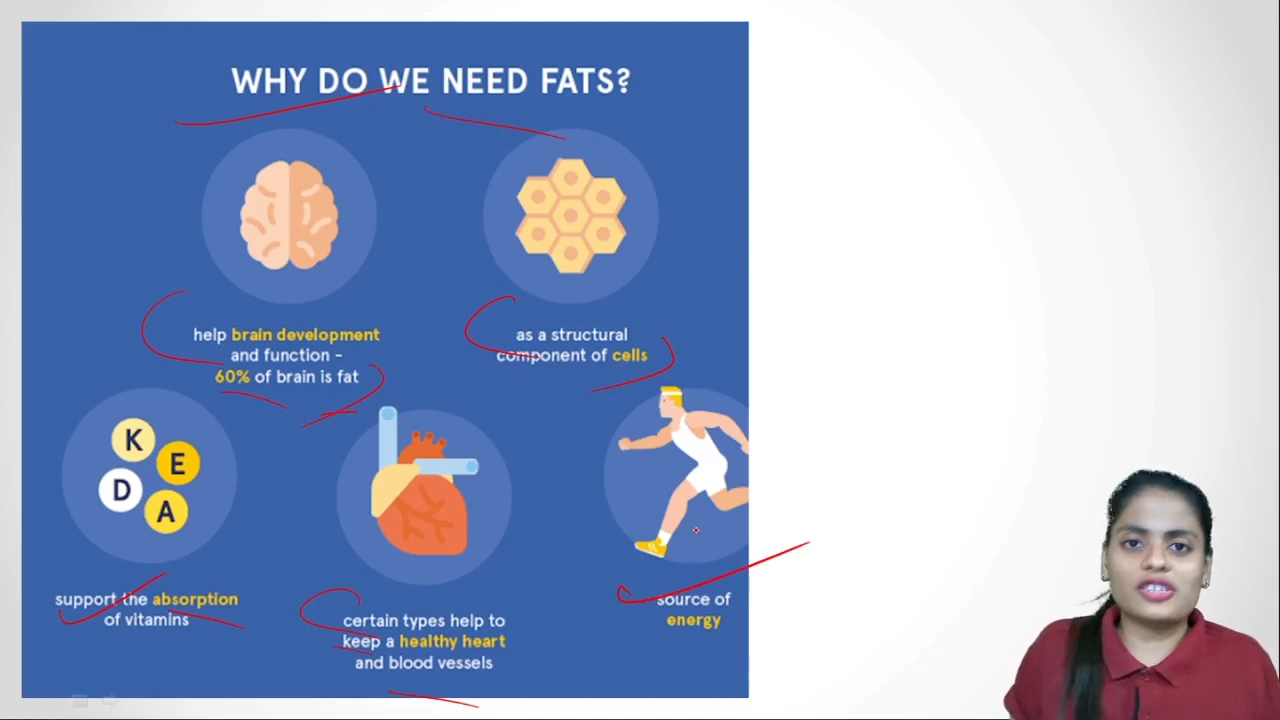 WHY DO WE NEED FATS?
help brain development
and function -
60% of brain is fat
as a structural
component of cells
K
E
D
A
support the absorption
of vitamins
certain types help to
keep a healthy heart
and blood vessels
source of
energy